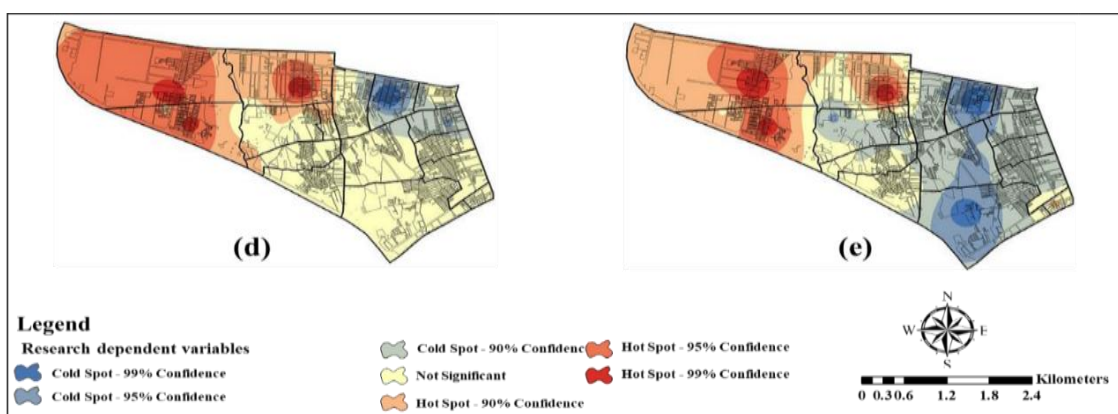 (d)
(e)
Legend
Research dependent variables
Cold Spot - 99% Confidence
Cold Spot - 95% Confidence
Cold Spot - 90% Confidenc
Not Significant
Hot Spot - 90% Confidence
Hot Spot - 95% Confidence
Hot Spot - 99% Confidence
N
W E
S
Kilometers
0 0.3 0.6 1.2 1.8 2.4